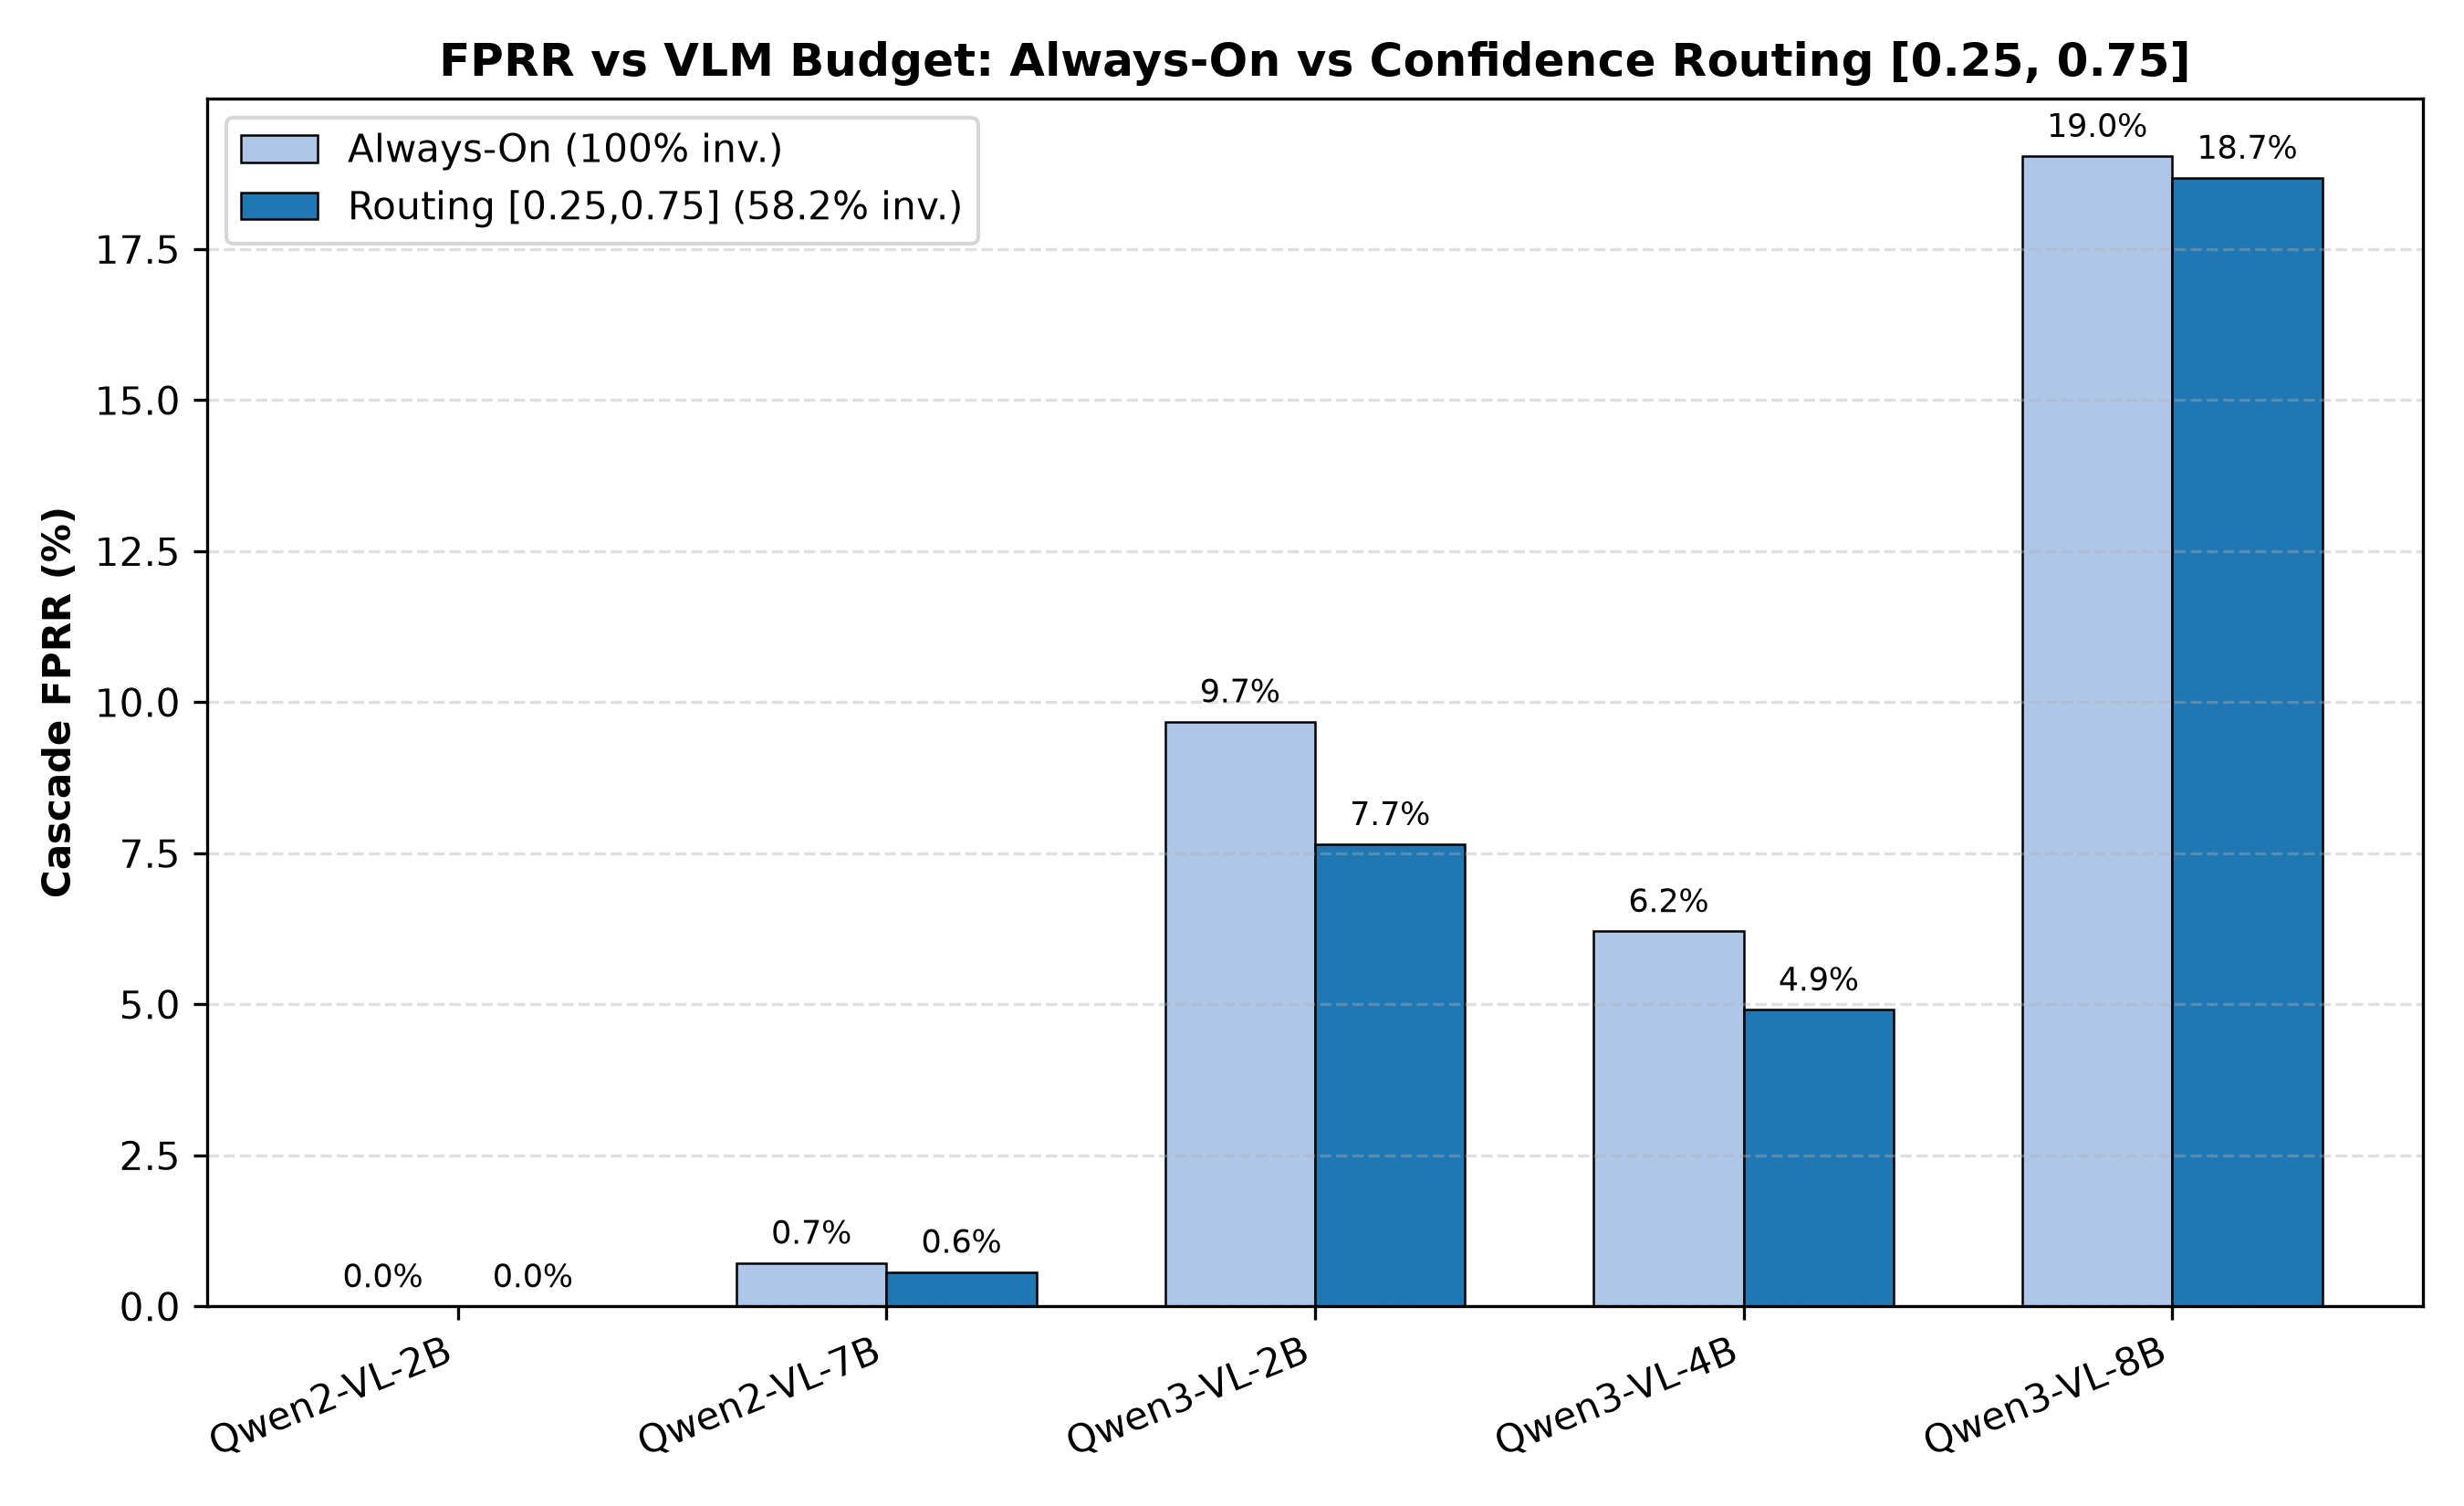 FPRR vs VLM Budget: Always-On vs Confidence Routing [0.25, 0.75]
Always-On (100% inv.)
Routing [0.25,0.75] (58.2% inv.)
Cascade FPRR (%)
17.5
15.0
12.5
10.0
7.5
5.0
2.5
0.0
0.0%
0.0%
0.7%
0.6%
9.7%
7.7%
6.2%
4.9%
19.0%
18.7%
Qwen2-VL-2B
Qwen2-VL-7B
Qwen3-VL-2B
Qwen3-VL-4B
Qwen3-VL-8B